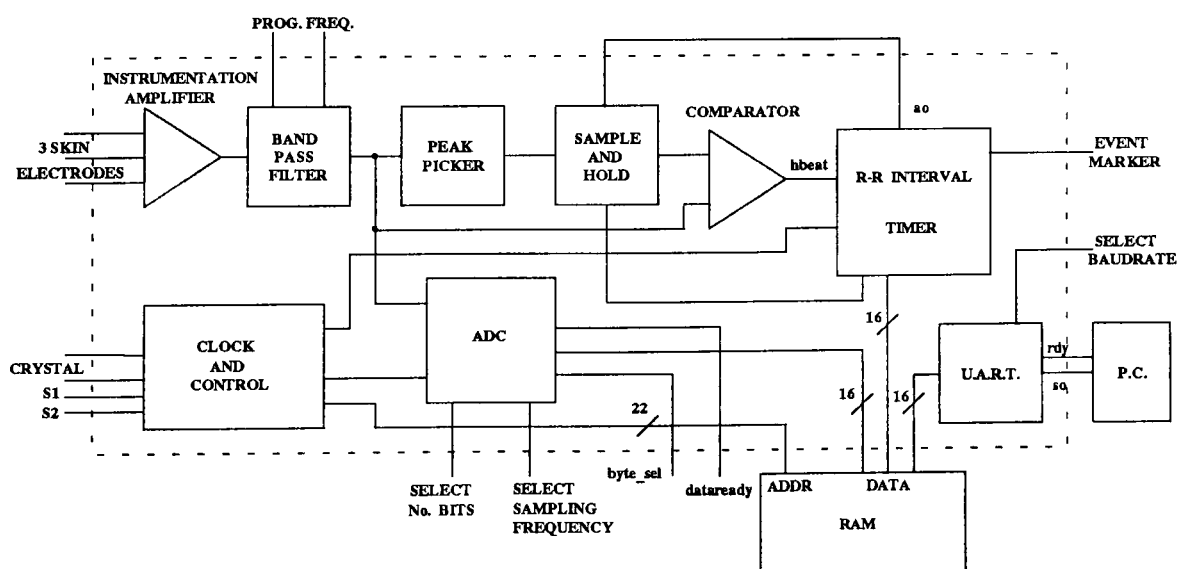 PROG. FREQ.
INSTRUMENTATION
AMPLIFIER
3 SKIN
ELECTRODES
BAND
PASS
FILTER
PEAK
PICKER
SAMPLE
AND
HOLD
COMPARATOR
hbeat
ao
R-R INTERVAL
TIMER
EVENT
MARKER
SELECT
BAUDRATE
CRYSTAL
S1
S2
CLOCK
AND
CONTROL
ADC
16
16
16
22
U.A.R.T.
rdy
so
P.C.
SELECT
No. BITS
SELECT
SAMPLING
FREQUENCY
byte_sel
dataready
ADDR
DATA
RAM